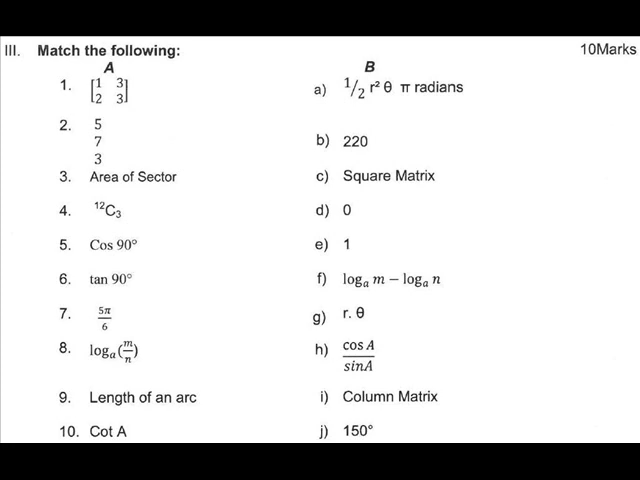 III. Match the following: 10Marks
A B
1. [1 3
2 3] a) 1/2 r² θ π radians
2. 5
7
3 b) 220
3. Area of Sector c) Square Matrix
4. ¹²C₃ d) 0
5. Cos 90° e) 1
6. tan 90° f) logₐ m − logₐ n
7. 5π/6 g) r. θ
8. logₐ(m/n) h) cos A/sinA
9. Length of an arc i) Column Matrix
10. Cot A j) 150°